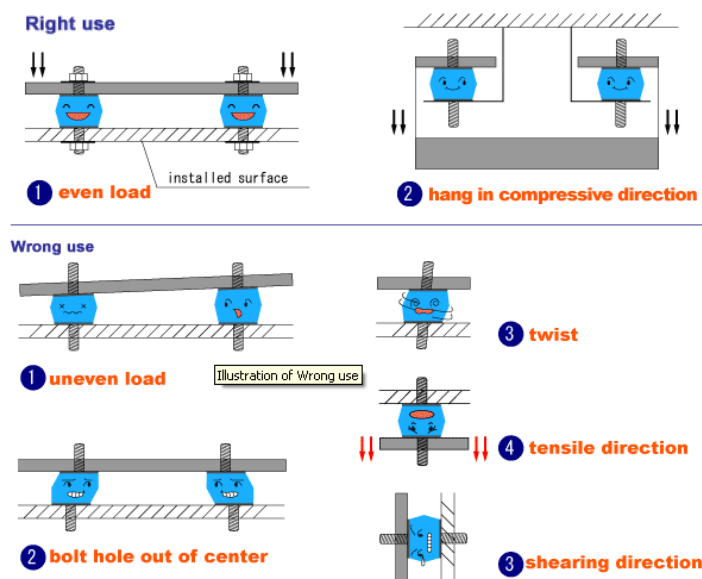 Right use
installed surface
1 even load
2 hang in compressive direction
Wrong use
1 uneven load
Illustration of Wrong use
3 twist
4 tensile direction
2 bolt hole out of center
3 shearing direction